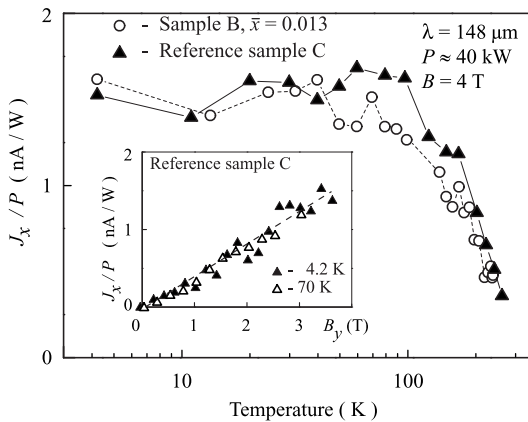 ○ - Sample B, x̄ = 0.013
▲ - Reference sample C
λ = 148 μm
P ≈ 40 kW
B = 4 T
J_x / P ( nA / W )
2
1
0
10
100
Temperature ( K )
Reference sample C
J_x / P ( nA / W )
2
1
0
▲ - 4.2 K
△ - 70 K
0 1 2 3 B_y (T)